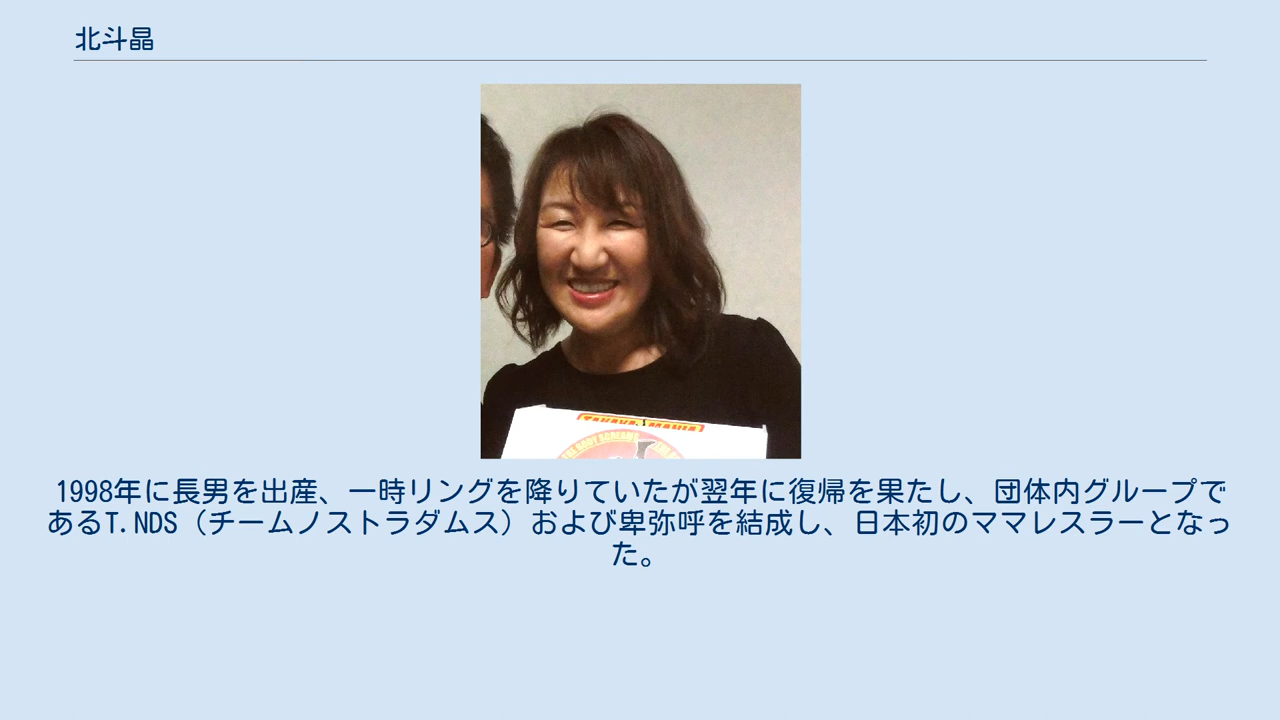 北斗晶
1998年に長男を出産、一時リングを降りていたが翌年に復帰を果たし、団体内グループで
あるT.NDS（チームノストラダムス）および卑弥呼を結成し、日本初のママレスラーとなっ
た。